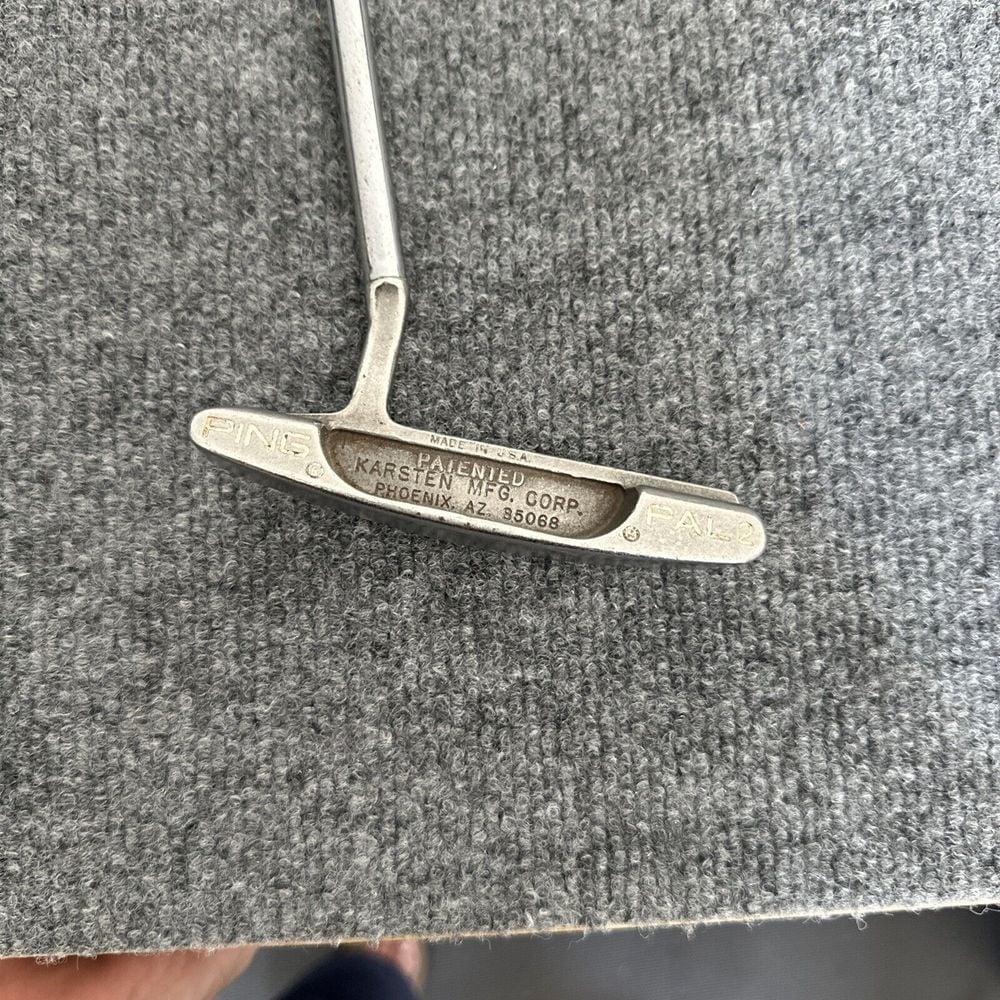 PING
MADE IN U.S.A.
PATENTED
KARSTEN MFG. CORP.
PHOENIX, AZ. 85068
PAL 2